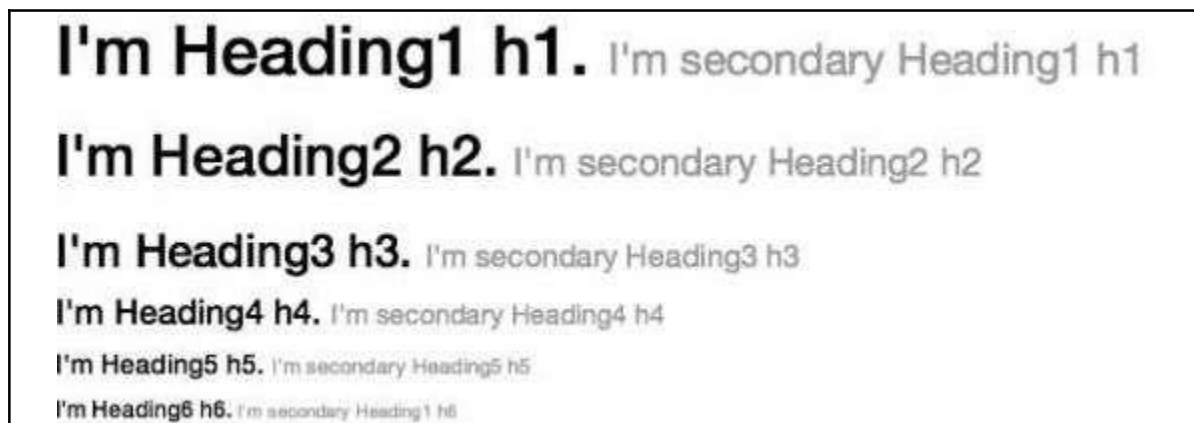 I'm Heading1 h1. I'm secondary Heading1 h1
I'm Heading2 h2. I'm secondary Heading2 h2
I'm Heading3 h3. I'm secondary Heading3 h3
I'm Heading4 h4. I'm secondary Heading4 h4
I'm Heading5 h5. I'm secondary Heading5 h5
I'm Heading6 h6. I'm secondary Heading1 h6